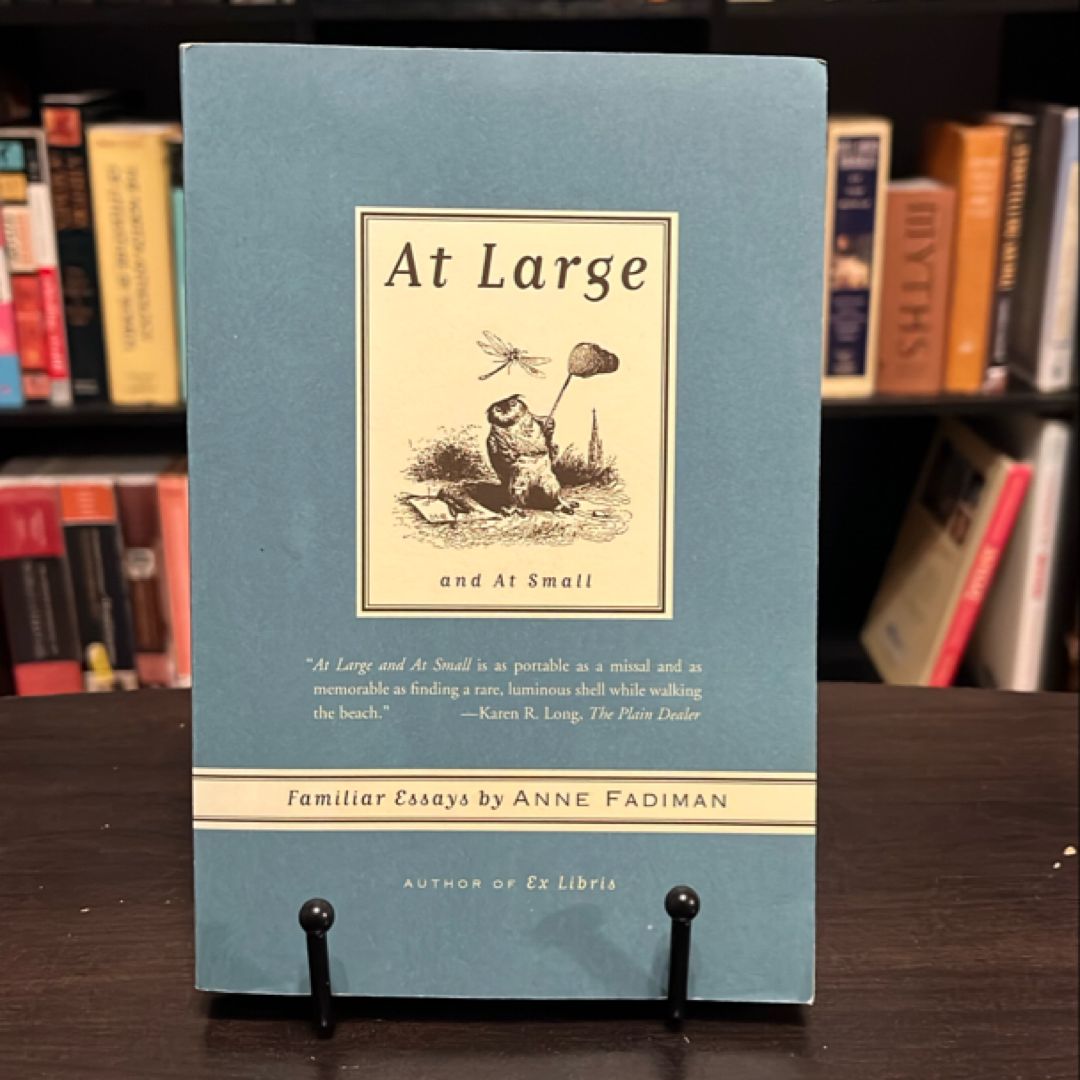 At Large
and At Small
“At Large and At Small is as portable as a missal and as
memorable as finding a rare, luminous shell while walking
the beach.” —Karen R. Long, The Plain Dealer
Familiar Essays by ANNE FADIMAN
AUTHOR OF Ex Libris
MYTHS